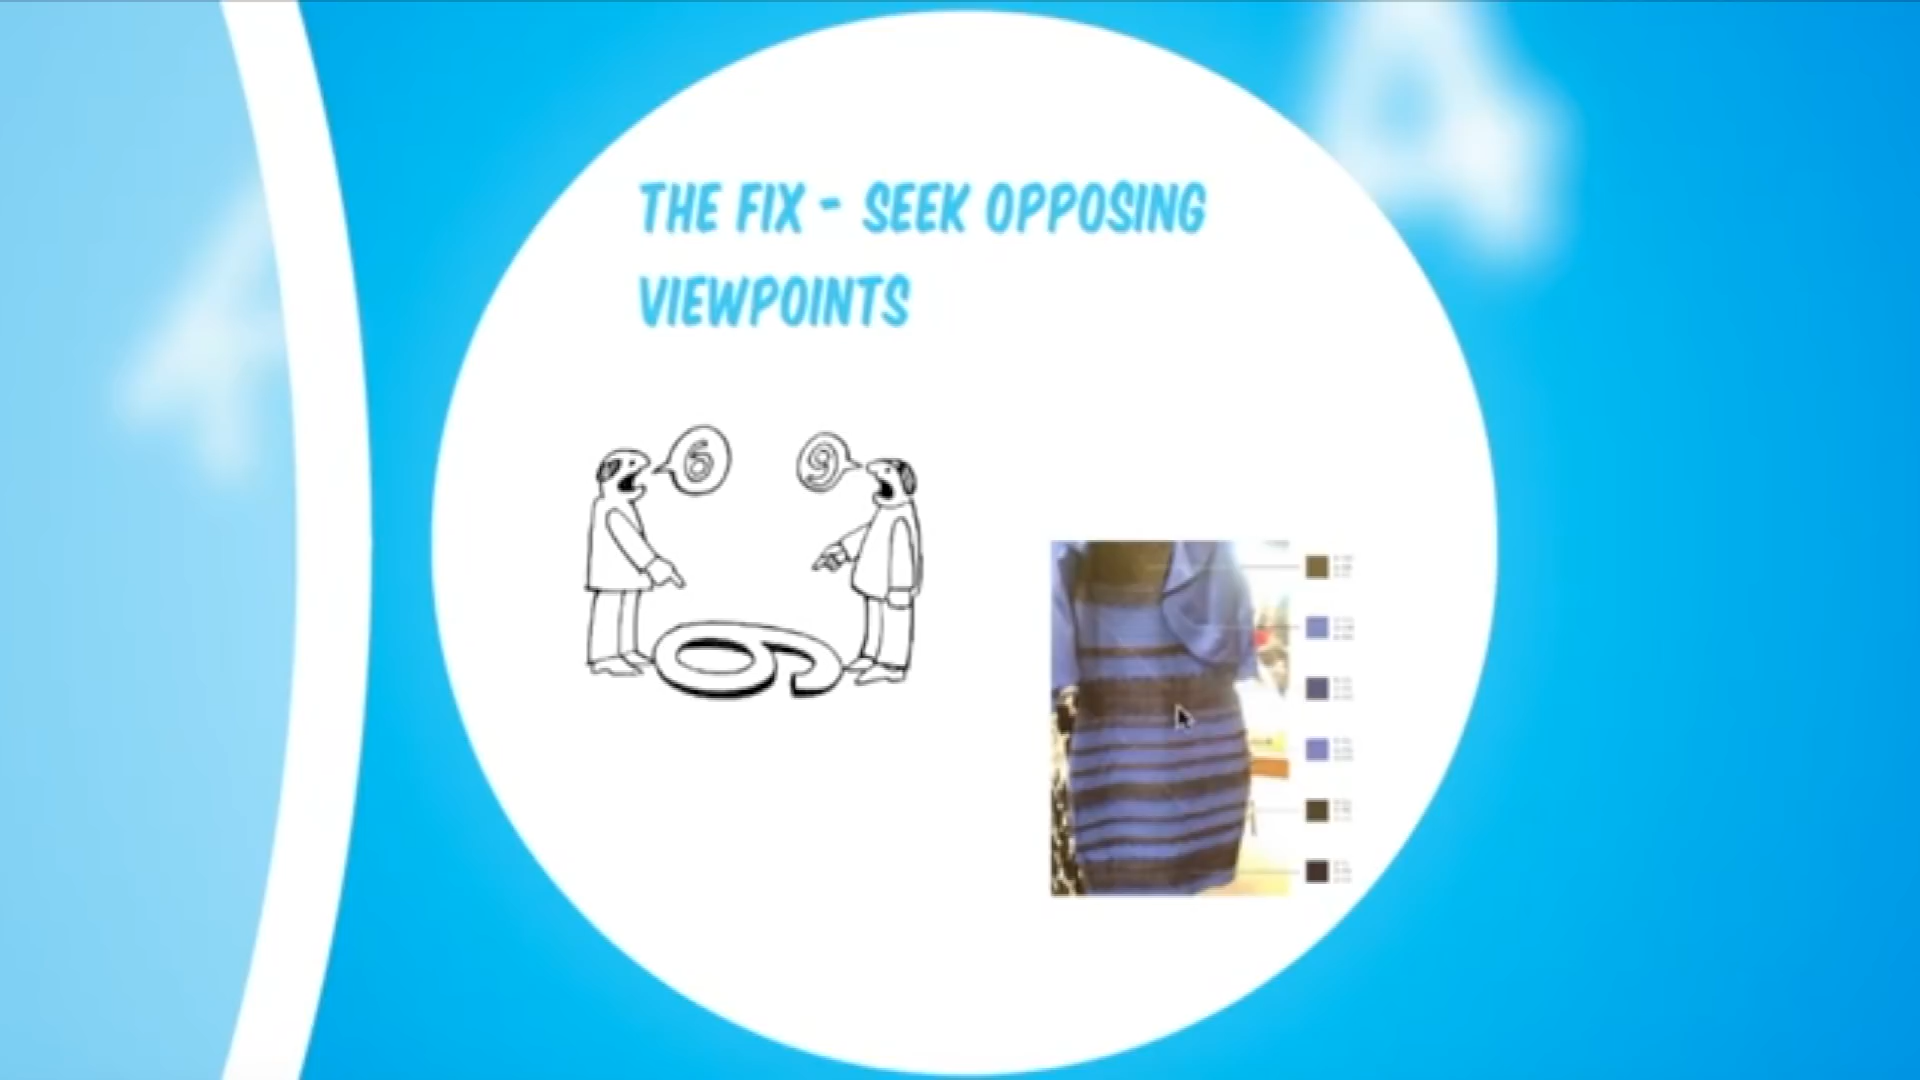 THE FIX - SEEK OPPOSING
VIEWPOINTS
6
9